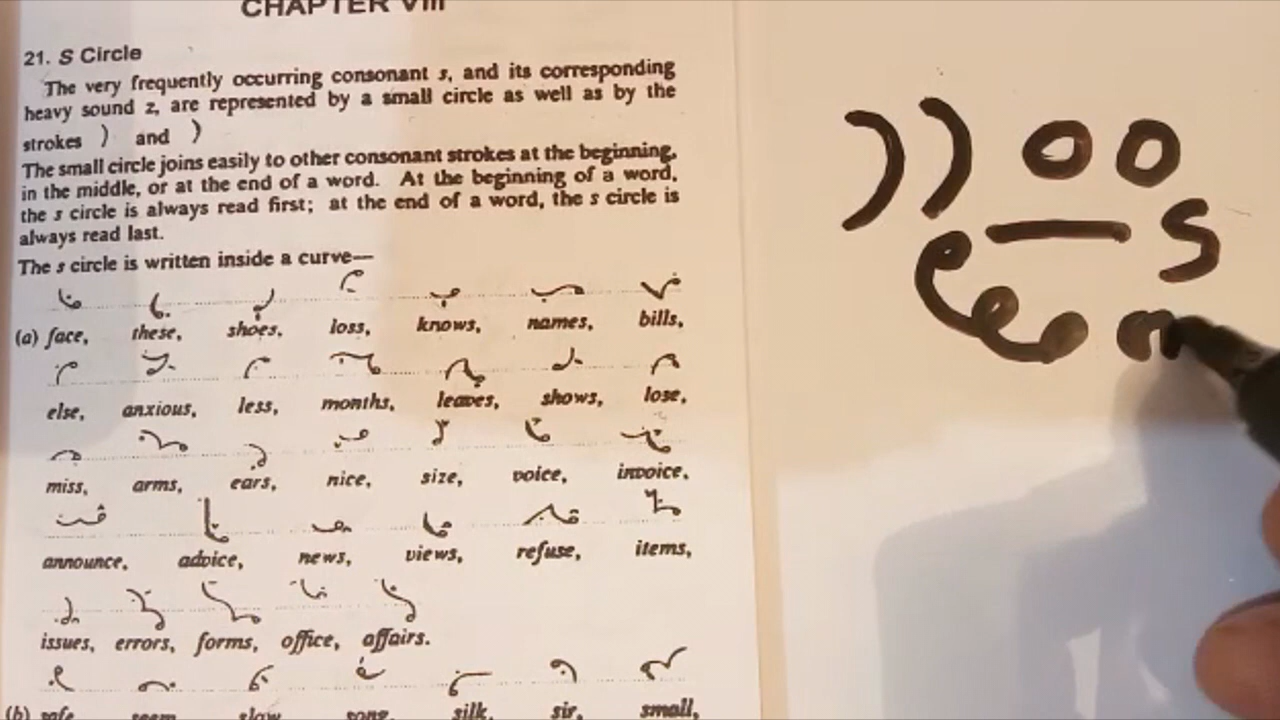 CHAPTER VIII
21. S Circle
The very frequently occurring consonant s, and its corresponding
heavy sound z, are represented by a small circle as well as by the
strokes ) and )
The small circle joins easily to other consonant strokes at the beginning,
in the middle, or at the end of a word. At the beginning of a word,
the s circle is always read first; at the end of a word, the s circle is
always read last.
The s circle is written inside a curve—
(a) face, these, shoes, loss, knows, names, bills,
else, anxious, less, months, leaves, shows, lose,
miss, arms, ears, nice, size, voice, invoice,
announce, advice, news, views, refuse, items,
issues, errors, forms, office, affairs.
(b) safe, seem, slow, song, silk, sir, small,
S